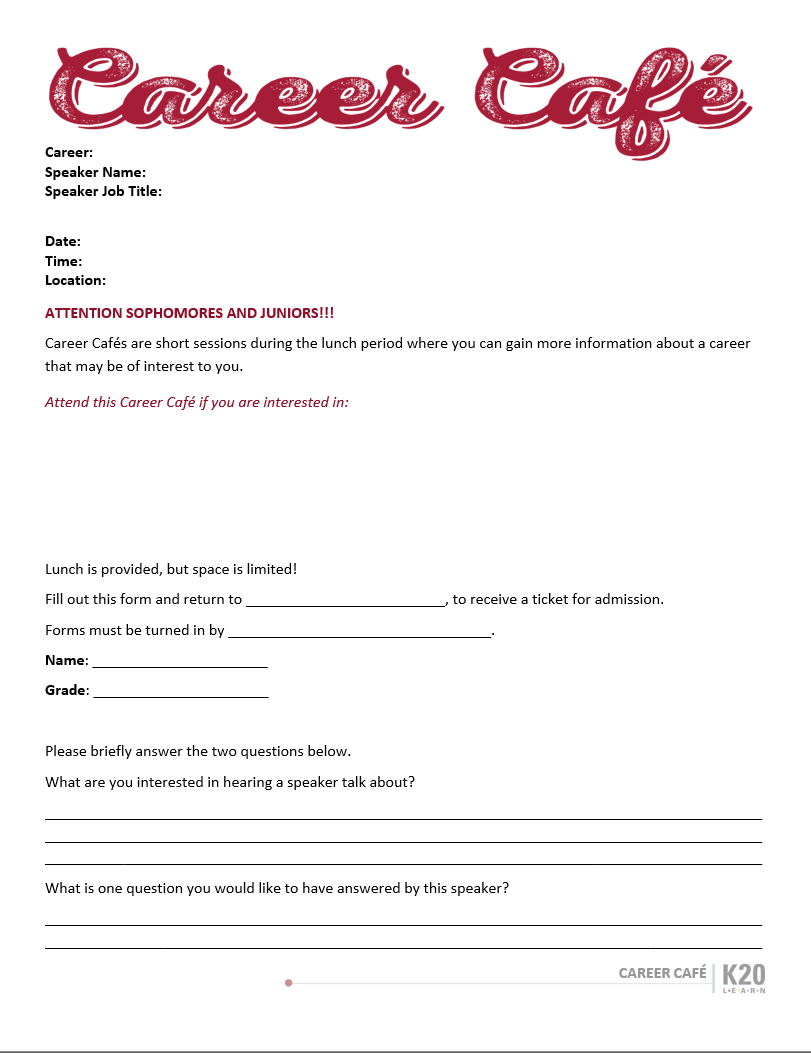 Career Café
Career:
Speaker Name:
Speaker Job Title:
Date:
Time:
Location:
ATTENTION SOPHOMORES AND JUNIORS!!!
Career Cafés are short sessions during the lunch period where you can gain more information about a career
that may be of interest to you.
Attend this Career Café if you are interested in:
Lunch is provided, but space is limited!
Fill out this form and return to _________________________, to receive a ticket for admission.
Forms must be turned in by _________________________________.
Name: ______________________
Grade: ______________________
Please briefly answer the two questions below.
What are you interested in hearing a speaker talk about?
What is one question you would like to have answered by this speaker?
CAREER CAFÉ K20
L•E•A•R•N